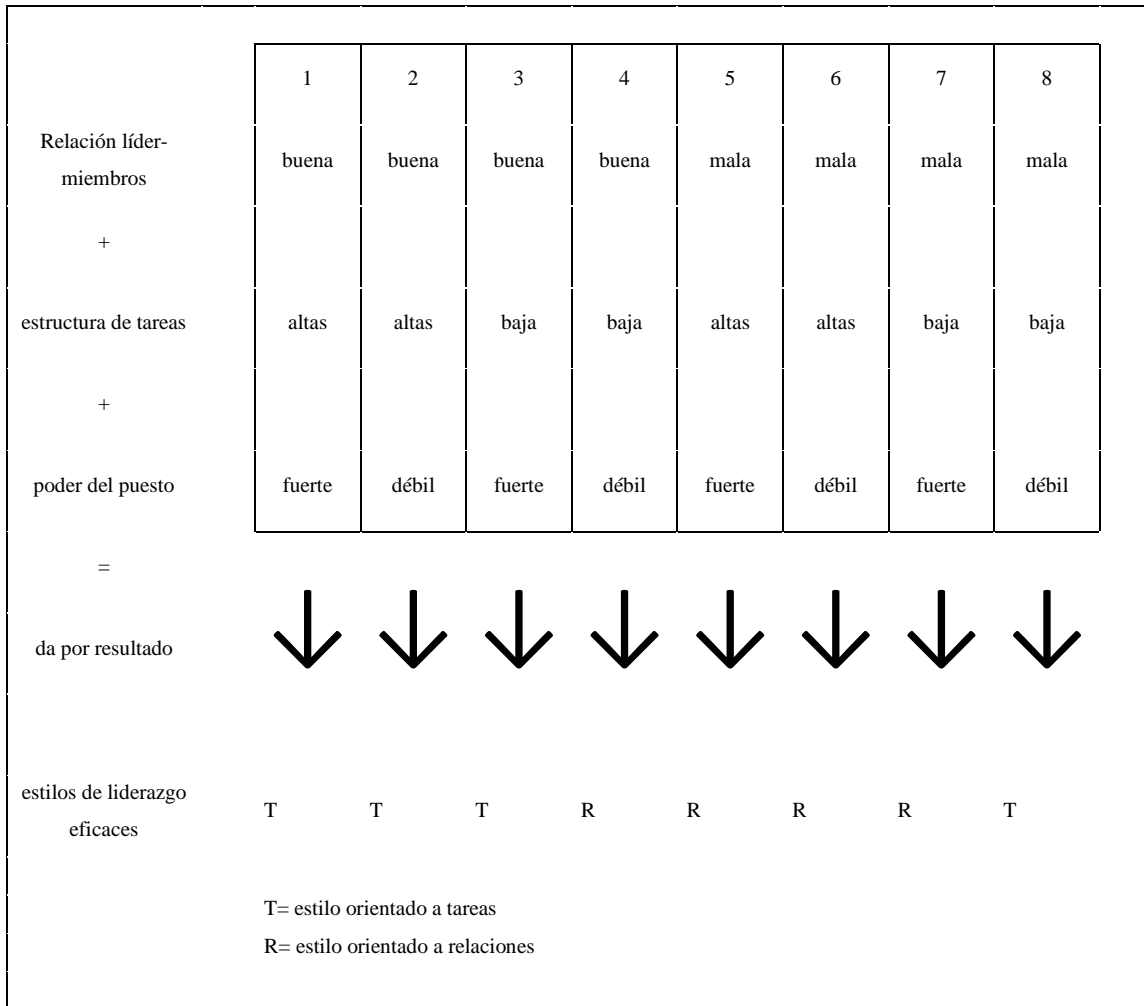 1 2 3 4 5 6 7 8
Relación líder-
miembros
buena buena buena buena mala mala mala mala
+
estructura de tareas altas altas baja baja altas altas baja baja
+
poder del puesto fuerte débil fuerte débil fuerte débil fuerte débil
=
da por resultado
estilos de liderazgo
eficaces
T T T R R R R T
T= estilo orientado a tareas
R= estilo orientado a relaciones